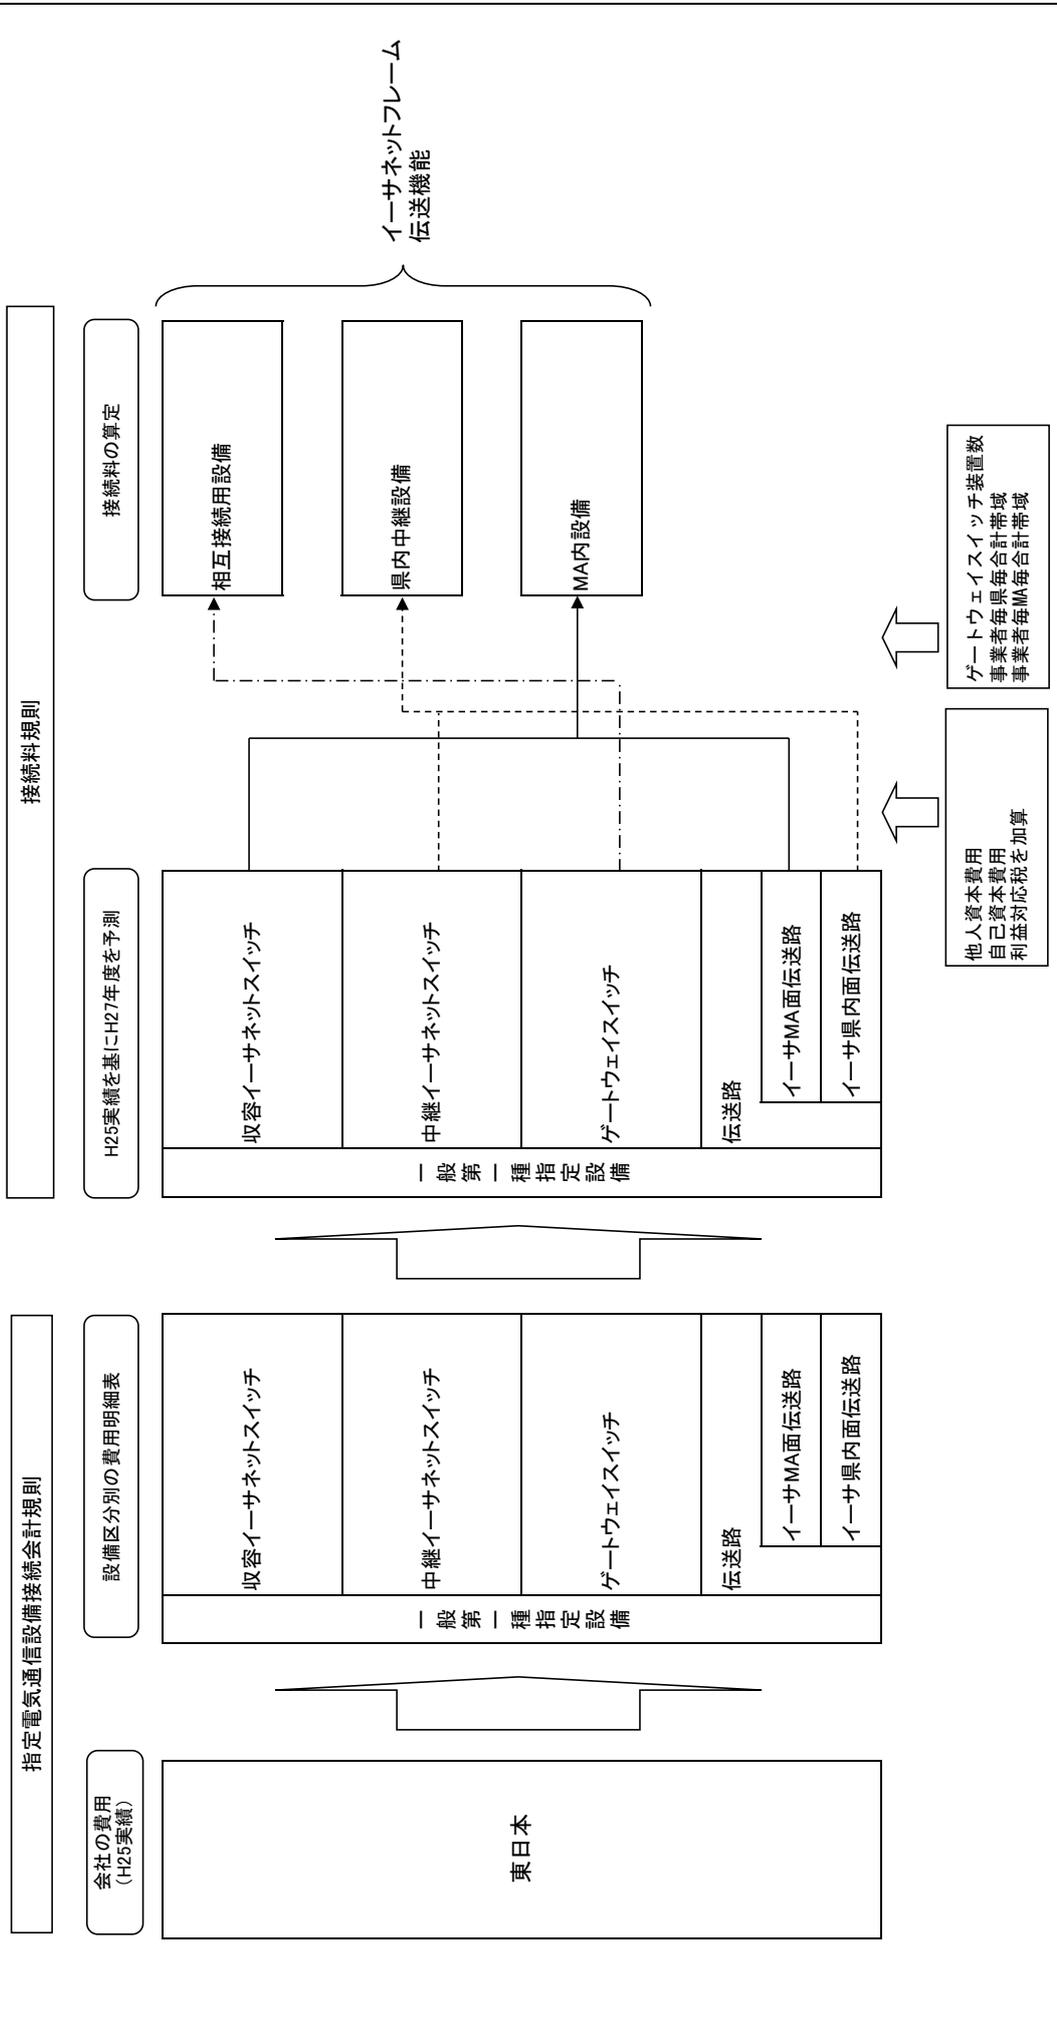 指定電気通信設備接続会計規則
接続料規則
会社の費用
（H25実績）
設備区分別の費用明細表
H25実績を基にH27年度を予測
接続料の算定
東日本
一般第一種指定設備
収容イーサネットスイッチ
中継イーサネットスイッチ
ゲートウェイスイッチ
伝送路
イーサMA面伝送路
イーサ県内面伝送路
一般第一種指定設備
収容イーサネットスイッチ
中継イーサネットスイッチ
ゲートウェイスイッチ
伝送路
イーサMA面伝送路
イーサ県内面伝送路
相互接続用設備
県内中継設備
MA内設備
イーサネットフレーム
伝送機能
他人資本費用
自己資本費用
利益対応税を加算
ゲートウェイスイッチ装置数
事業者毎県毎合計帯域
事業者毎MA毎合計帯域